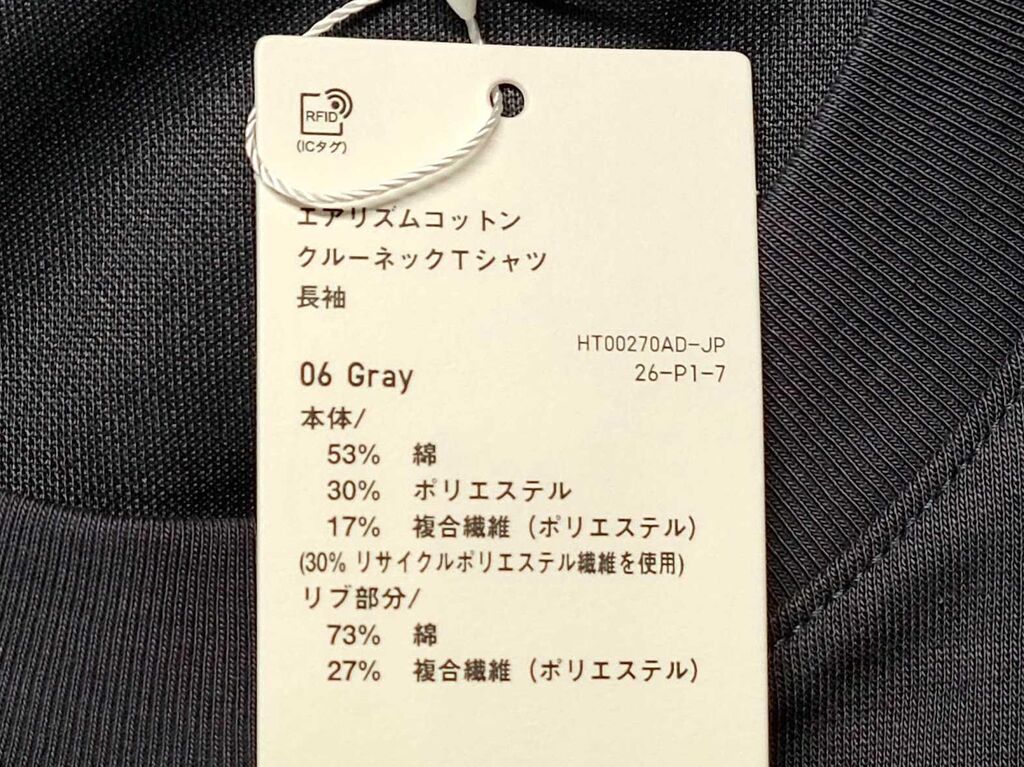 RFID
(ICタグ)
エアリズムコットン
クルーネックTシャツ
長袖
HT00270AD-JP
26-P1-7
06 Gray
本体/
53% 綿
30% ポリエステル
17% 複合繊維 (ポリエステル)
(30% リサイクルポリエステル繊維を使用)
リブ部分/
73% 綿
27% 複合繊維 (ポリエステル)